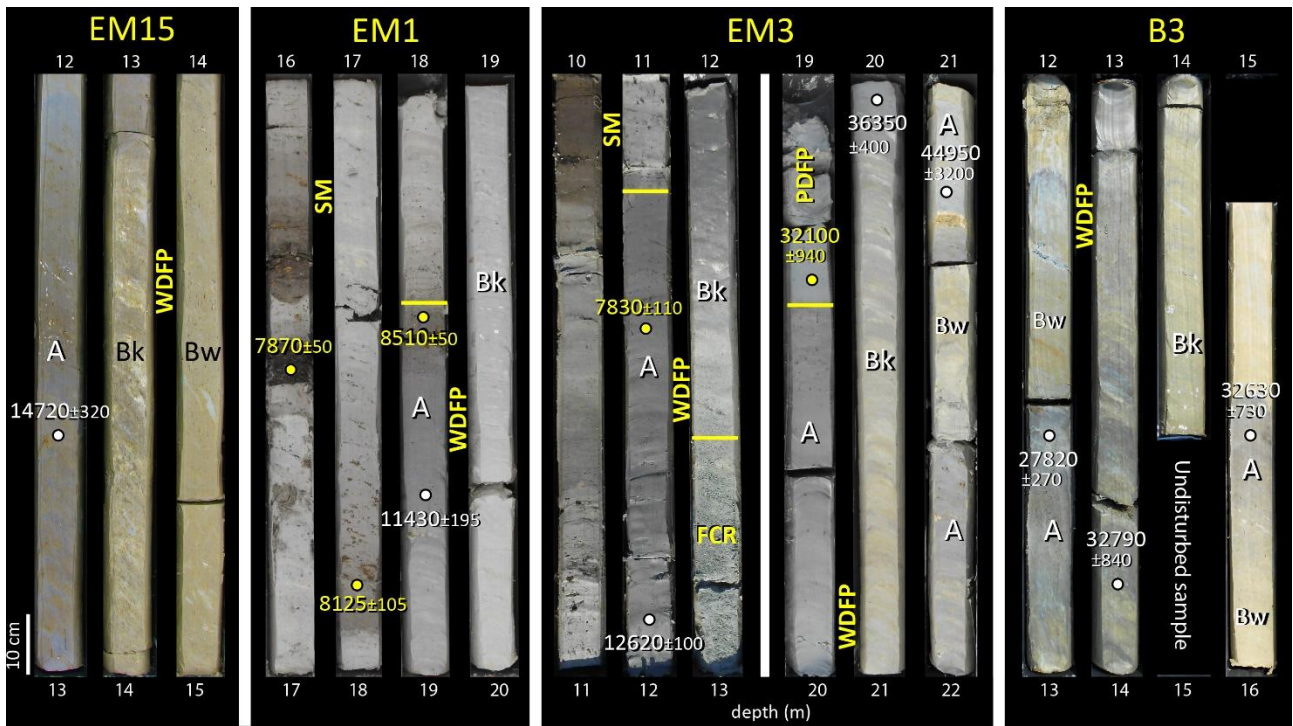 EM15
12 13 14
A
14720±320
Bk
WDFP
Bw
10 cm
13 14 15
EM1
16 17 18 19
SM
7870±50
8125±105
8510±50
A
11430±195
WDFP
Bk
17 18 19 20
EM3
10 11 12 19 20 21
SM
7830±110
A
12620±100
WDFP
Bk
FCR
PDFP
32100
±940
A
WDFP
36350
±400
Bk
A
44950
±3200
Bw
A
11 12 13 20 21 22
depth (m)
B3
12 13 14 15
WDFP
Bw
27820
±270
A
32790
±840
Bk
Undisturbed sample
32630
±730
A
Bw
13 14 15 16